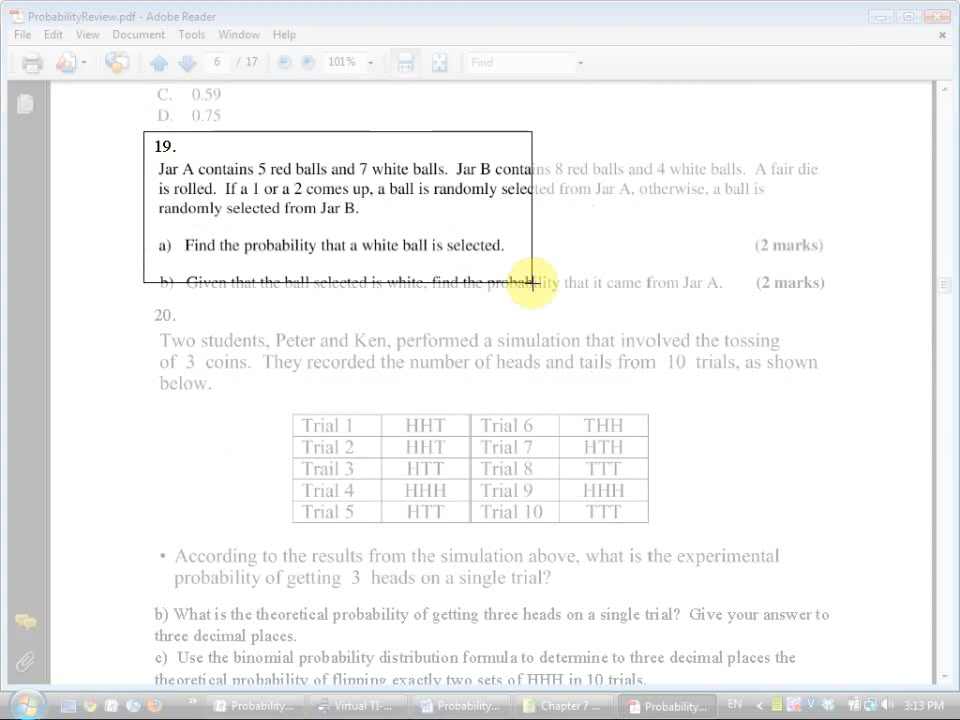 ProbabilityReview.pdf - Adobe Reader
File Edit View Document Tools Window Help
6 / 17 101% Find
C. 0.59
D. 0.75
19.
Jar A contains 5 red balls and 7 white balls. Jar B contains 8 red balls and 4 white balls. A fair die
is rolled. If a 1 or a 2 comes up, a ball is randomly selected from Jar A, otherwise, a ball is
randomly selected from Jar B.
a) Find the probability that a white ball is selected. (2 marks)
b) Given that the ball selected is white, find the probability that it came from Jar A. (2 marks)
20.
Two students, Peter and Ken, performed a simulation that involved the tossing
of 3 coins. They recorded the number of heads and tails from 10 trials, as shown
below.
Trial 1 HHT Trial 6 THH
Trial 2 HHT Trial 7 HTH
Trail 3 HTT Trial 8 TTT
Trial 4 HHH Trial 9 HHH
Trial 5 HTT Trial 10 TTT
• According to the results from the simulation above, what is the experimental
probability of getting 3 heads on a single trial?
b) What is the theoretical probability of getting three heads on a single trial? Give your answer to
three decimal places.
c) Use the binomial probability distribution formula to determine to three decimal places the
theoretical probability of flipping exactly two sets of HHH in 10 trials.
Probability... Virtual TI-... Probability... Chapter 7 ... Probability... EN 3:13 PM